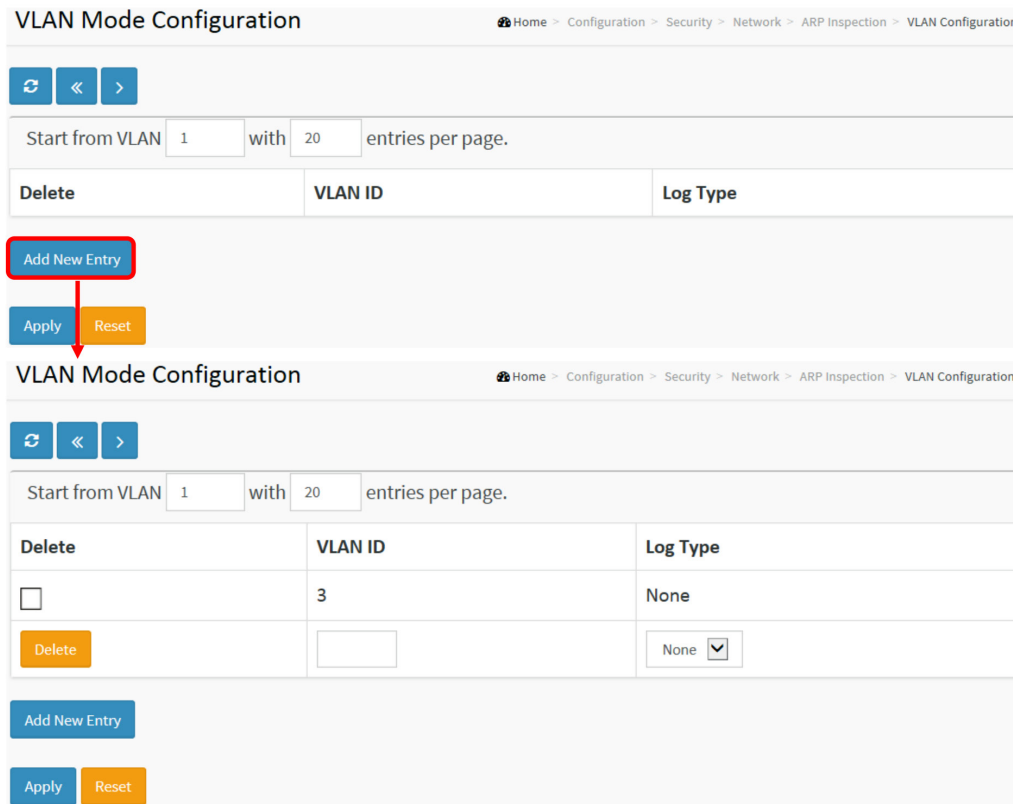 VLAN Mode Configuration
Home > Configuration > Security > Network > ARP Inspection > VLAN Configuration
Start from VLAN 1 with 20 entries per page.
Delete VLAN ID Log Type
Add New Entry
Apply Reset
VLAN Mode Configuration
Home > Configuration > Security > Network > ARP Inspection > VLAN Configuration
Start from VLAN 1 with 20 entries per page.
Delete VLAN ID Log Type
3 None
Delete None
Add New Entry
Apply Reset